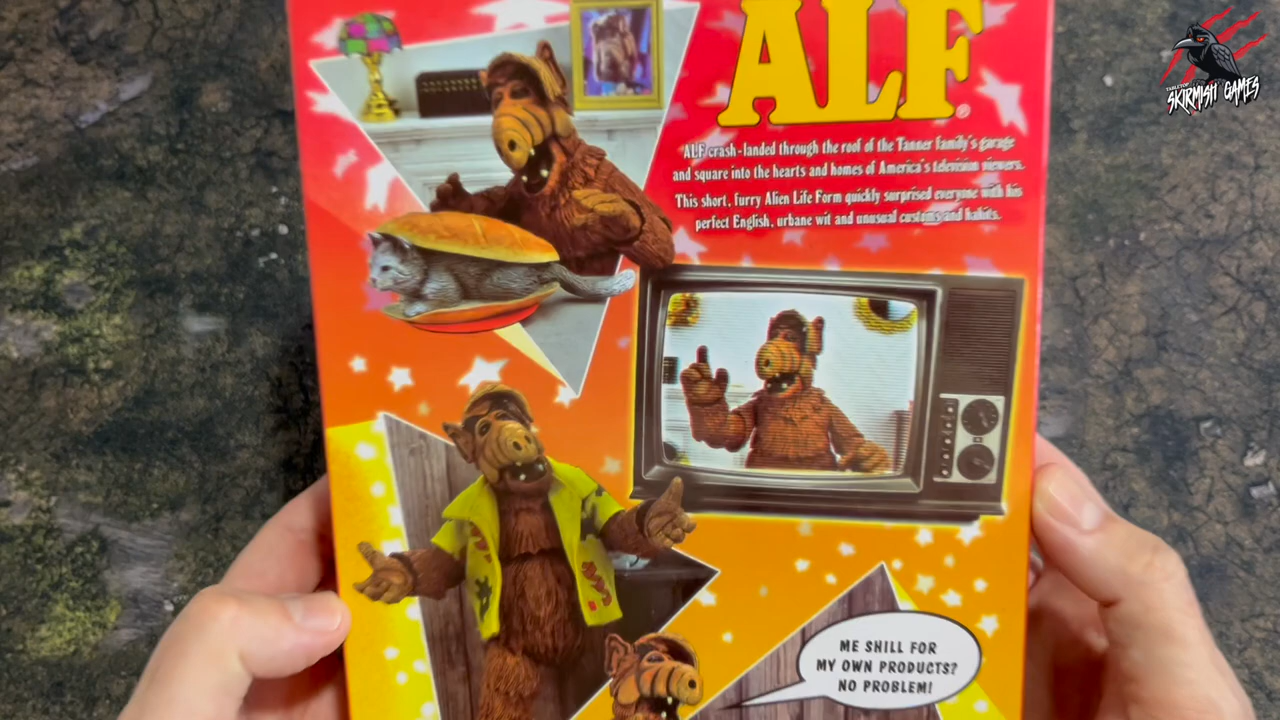 ALF
ALF crash-landed through the roof of the Tanner family's garage
and square into the hearts and homes of America's television viewers.
This short, furry Alien Life Form quickly surprised everyone with his
perfect English, urbane wit and unusual customs and habits.
ME SHILL FOR
MY OWN PRODUCTS?
NO PROBLEM!
TABLETOP
SKIRMISH GAMES